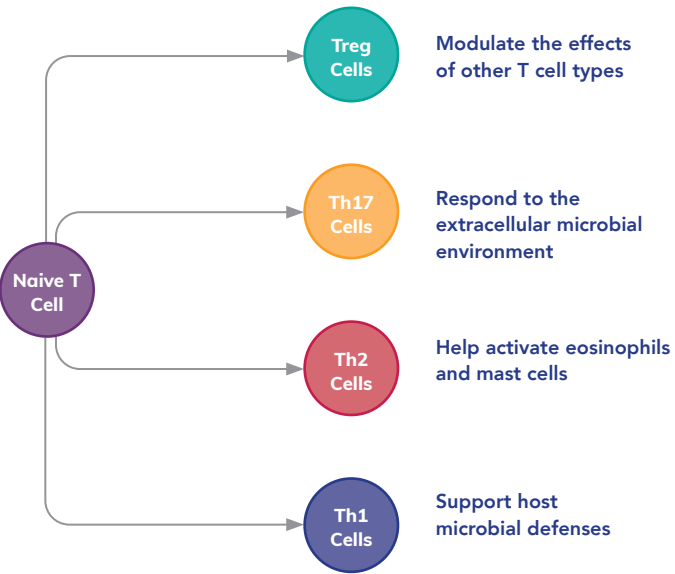 Treg
Cells
Modulate the effects
of other T cell types
Th17
Cells
Respond to the
extracellular microbial
environment
Naive T
Cell
Th2
Cells
Help activate eosinophils
and mast cells
Th1
Cells
Support host
microbial defenses